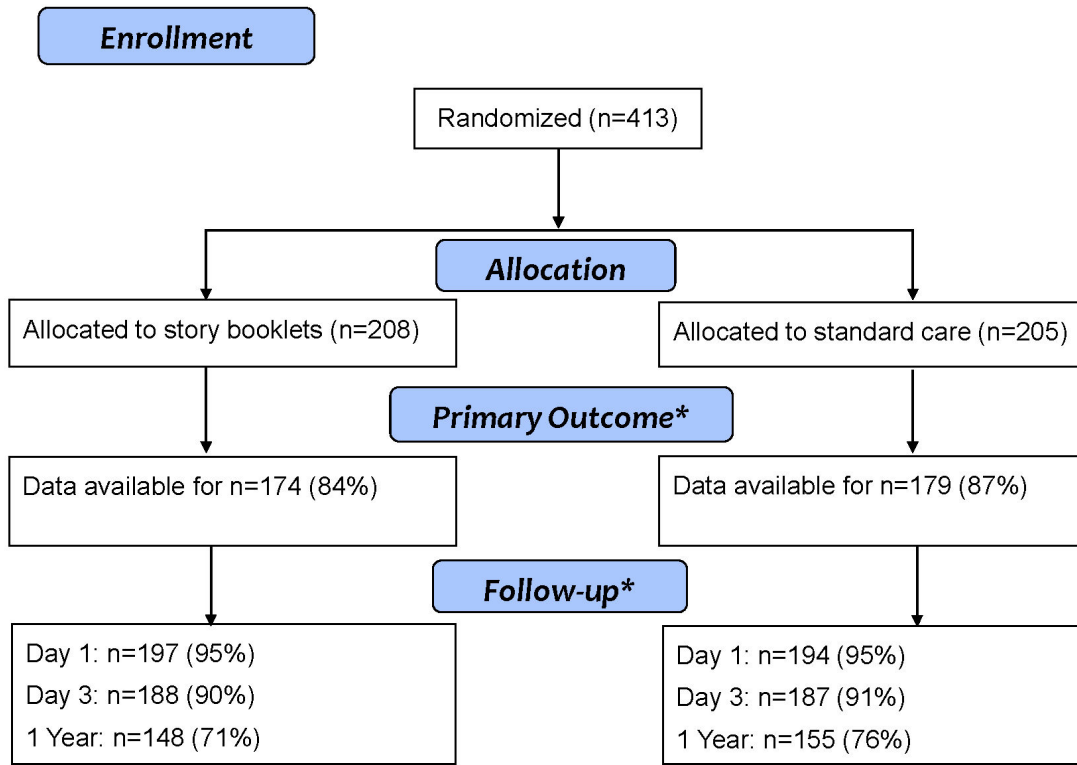 Enrollment
Randomized (n=413)
Allocation
Allocated to story booklets (n=208)
Allocated to standard care (n=205)
Primary Outcome*
Data available for n=174 (84%)
Data available for n=179 (87%)
Follow-up*
Day 1: n=197 (95%)
Day 3: n=188 (90%)
1 Year: n=148 (71%)
Day 1: n=194 (95%)
Day 3: n=187 (91%)
1 Year: n=155 (76%)